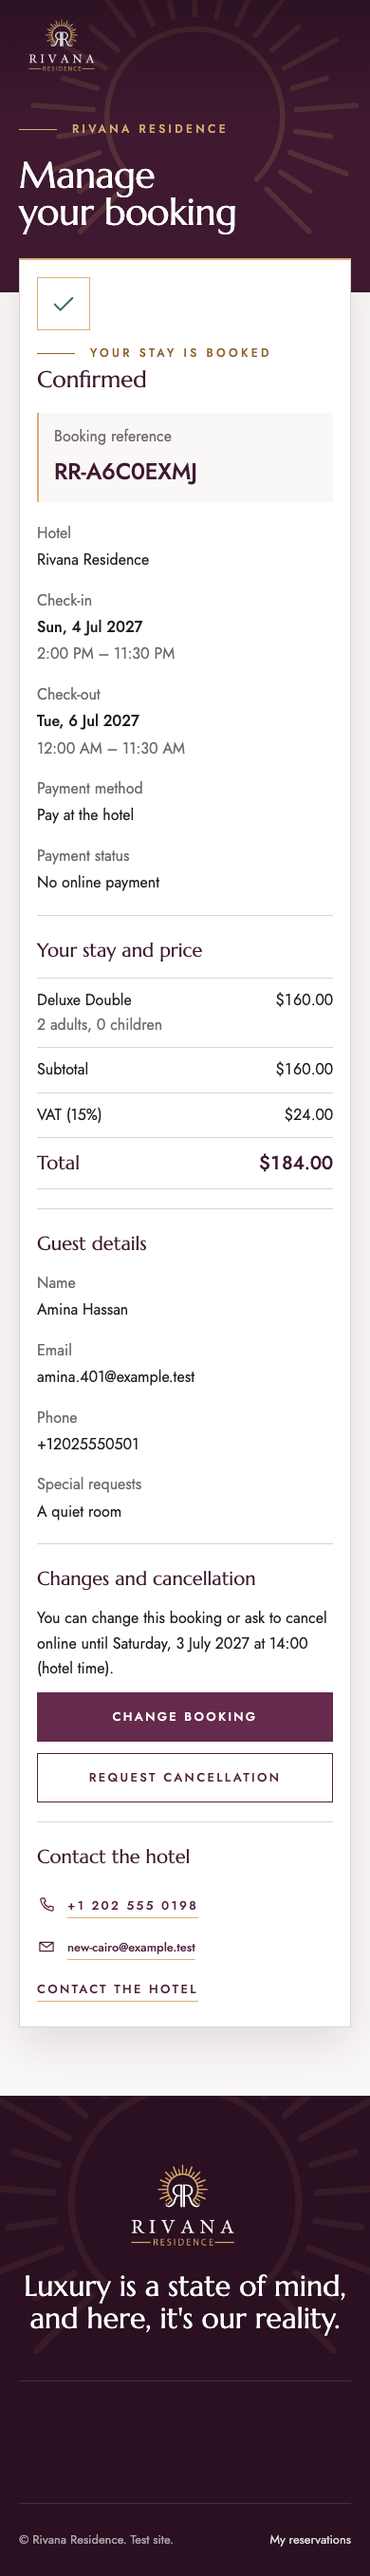 RIVANA
RESIDENCE
RIVANA RESIDENCE
Manage
your booking
YOUR STAY IS BOOKED
Confirmed
Booking reference
RR-A6C0EXMJ
Hotel
Rivana Residence
Check-in
Sun, 4 Jul 2027
2:00 PM – 11:30 PM
Check-out
Tue, 6 Jul 2027
12:00 AM – 11:30 AM
Payment method
Pay at the hotel
Payment status
No online payment
Your stay and price
Deluxe Double $160.00
2 adults, 0 children
Subtotal $160.00
VAT (15%) $24.00
Total $184.00
Guest details
Name
Amina Hassan
Email
amina.401@example.test
Phone
+12025550501
Special requests
A quiet room
Changes and cancellation
You can change this booking or ask to cancel
online until Saturday, 3 July 2027 at 14:00
(hotel time).
CHANGE BOOKING
REQUEST CANCELLATION
Contact the hotel
+1 202 555 0198
new-cairo@example.test
CONTACT THE HOTEL
RIVANA
RESIDENCE
Luxury is a state of mind,
and here, it's our reality.
© Rivana Residence. Test site. My reservations